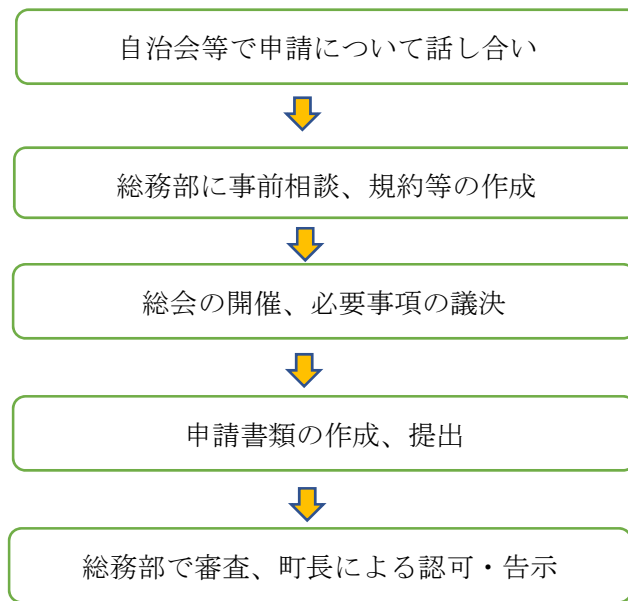 自治会等で申請について話し合い
総務部に事前相談、規約等の作成
総会の開催、必要事項の議決
申請書類の作成、提出
総務部で審査、町長による認可・告示